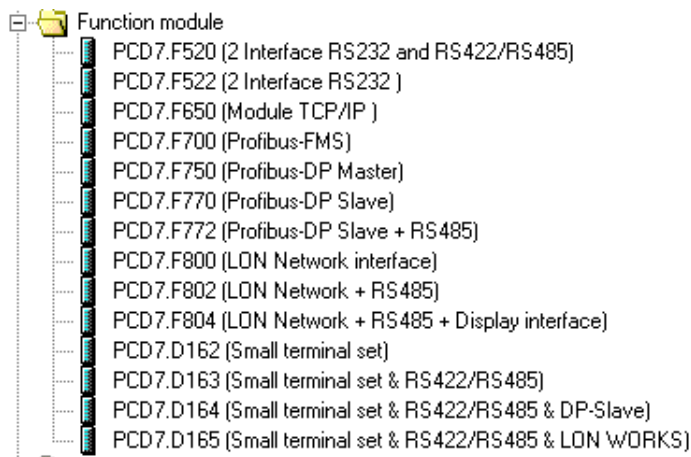 Function module
PCD7.F520 (2 Interface RS232 and RS422/RS485)
PCD7.F522 (2 Interface RS232 )
PCD7.F650 (Module TCP/IP )
PCD7.F700 (Profibus-FMS)
PCD7.F750 (Profibus-DP Master)
PCD7.F770 (Profibus-DP Slave)
PCD7.F772 (Profibus-DP Slave + RS485)
PCD7.F800 (LON Network interface)
PCD7.F802 (LON Network + RS485)
PCD7.F804 (LON Network + RS485 + Display interface)
PCD7.D162 (Small terminal set)
PCD7.D163 (Small terminal set & RS422/RS485)
PCD7.D164 (Small terminal set & RS422/RS485 & DP-Slave)
PCD7.D165 (Small terminal set & RS422/RS485 & LON WORKS)